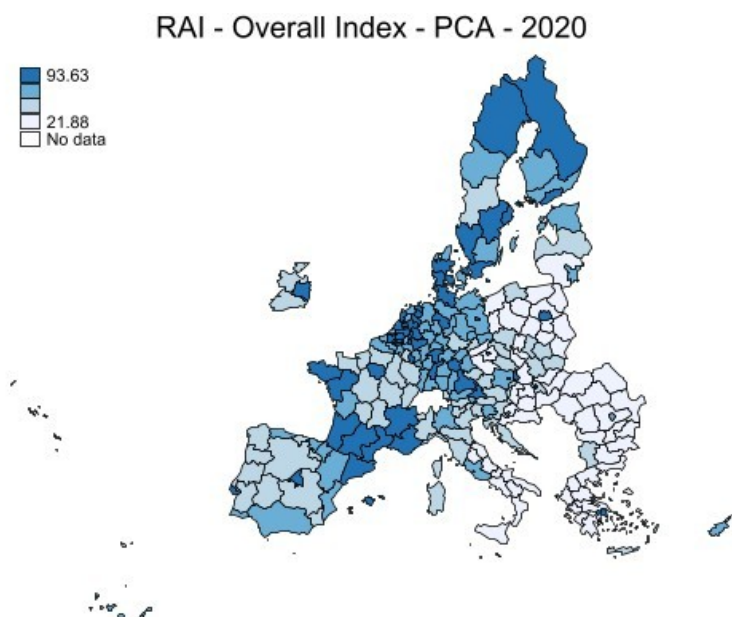 RAI - Overall Index - PCA - 2020
93.63
21.88
No data